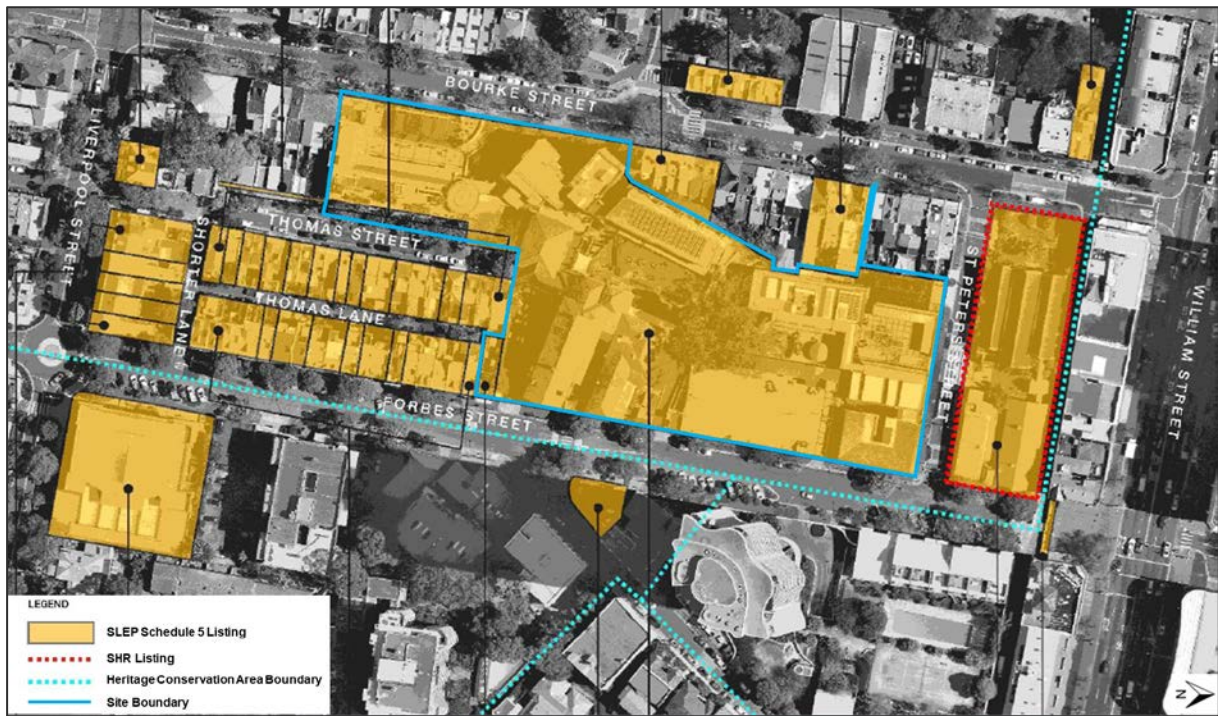 BOURKE STREET
LIVERPOOL STREET
THOMAS STREET
SHORTER LANE
THOMAS LANE
FORBES STREET
ST PETERS STREET
WILLIAM STREET
LEGEND
SLEP Schedule 5 Listing
SHR Listing
Heritage Conservation Area Boundary
Site Boundary
N